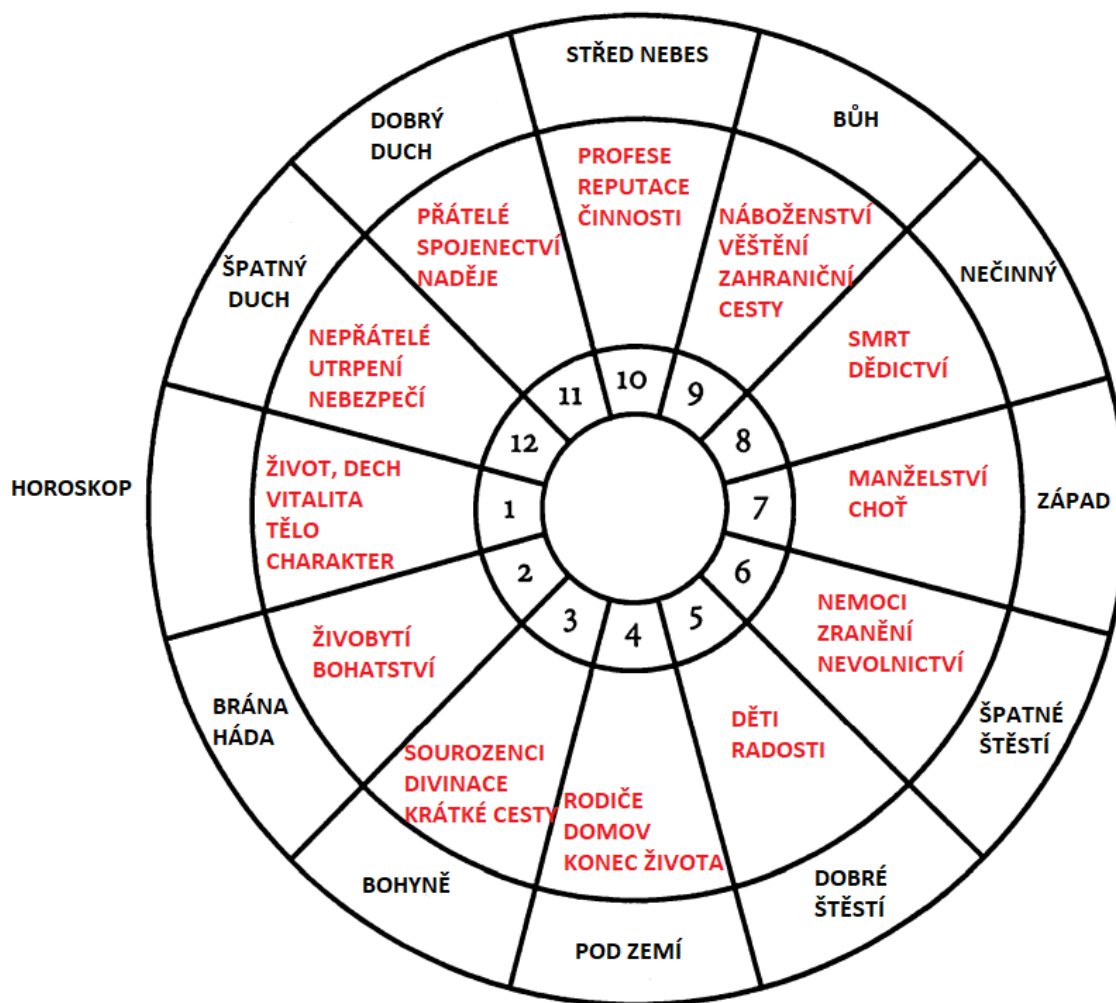 STŘED NEBES
BŮH
NEČINNÝ
ZÁPAD
ŠPATNÉ
ŠTĚSTÍ
DOBRÉ
ŠTĚSTÍ
POD ZEMÍ
BOHYNĚ
BRÁNA
HÁDA
HOROSKOP
ŠPATNÝ
DUCH
DOBRÝ
DUCH
PROFESE
REPUTACE
ČINNOSTI
NÁBOŽENSTVÍ
VĚŠTĚNÍ
ZAHRANIČNÍ
CESTY
SMRT
DĚDICTVÍ
MANŽELSTVÍ
CHOŤ
NEMOCI
ZRANĚNÍ
NEVOLNICTVÍ
DĚTI
RADOSTI
RODIČE
DOMOV
KONEC ŽIVOTA
SOUROZENCI
DIVINACE
KRÁTKÉ CESTY
ŽIVOBYTÍ
BOHATSTVÍ
ŽIVOT, DECH
VITALITA
TĚLO
CHARAKTER
NEPŘÁTELÉ
UTRPENÍ
NEBEZPEČÍ
PŘÁTELÉ
SPOJENECTVÍ
NADĚJE
10
9
8
7
6
5
4
3
2
1
12
11